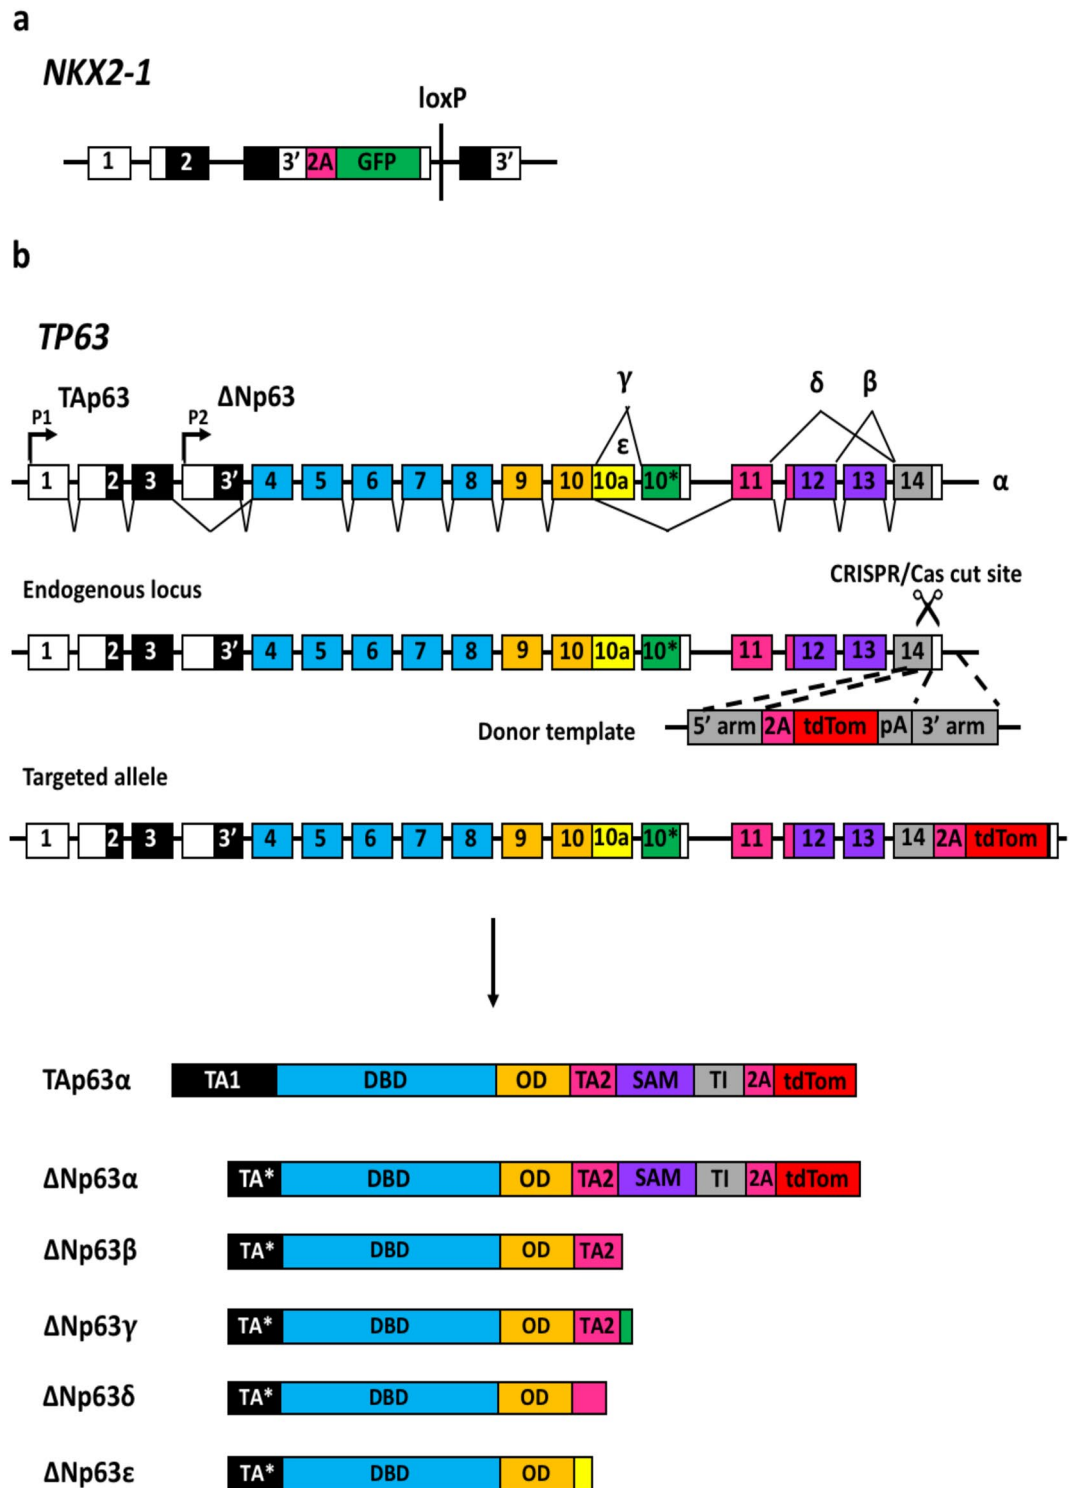 a
NKX2-1
loxP
1 2 3’ 2A GFP 3’
b
TP63
TAp63 ΔNp63 γ δ β
P1 P2 ε
1 2 3 3’ 4 5 6 7 8 9 10 10a 10* 11 12 13 14 α
Endogenous locus CRISPR/Cas cut site
1 2 3 3’ 4 5 6 7 8 9 10 10a 10* 11 12 13 14
Donor template 5’ arm 2A tdTom pA 3’ arm
Targeted allele
1 2 3 3’ 4 5 6 7 8 9 10 10a 10* 11 12 13 14 2A tdTom
TAp63α TA1 DBD OD TA2 SAM TI 2A tdTom
ΔNp63α TA* DBD OD TA2 SAM TI 2A tdTom
ΔNp63β TA* DBD OD TA2
ΔNp63γ TA* DBD OD TA2
ΔNp63δ TA* DBD OD
ΔNp63ε TA* DBD OD